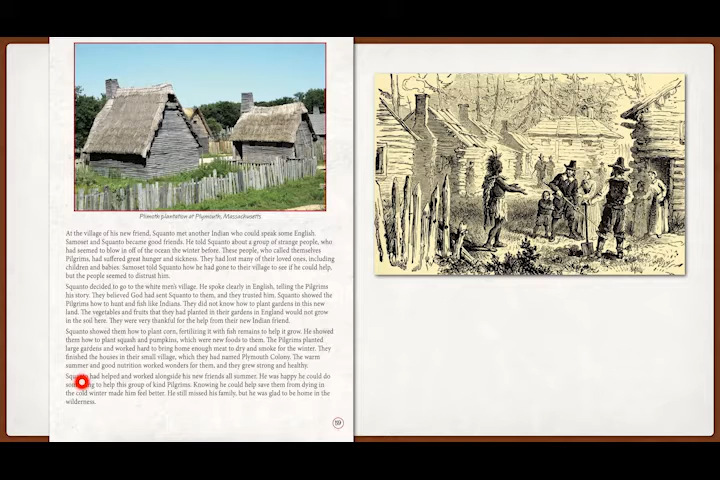 Plimoth plantation at Plymouth, Massachusetts
At the village of his new friend, Squanto met another Indian who could speak some English.
Samoset and Squanto became good friends. He told Squanto about a group of strange people, who
had seemed to blow in off of the ocean the winter before. These people, who called themselves
Pilgrims, had suffered great hunger and sickness. They had lost many of their loved ones, including
children and babies. Samoset told Squanto how he had gone to their village to see if he could help,
but the people seemed to distrust him.
Squanto decided to go to the white men's village. He spoke clearly in English, telling the Pilgrims
his story. They believed God had sent Squanto to them, and they trusted him. Squanto showed the
Pilgrims how to hunt and fish like Indians. They did not know how to plant gardens in this new
land. The vegetables and fruits that they had planted in their gardens in England would not grow
in the soil here. They were very thankful for the help from their new Indian friend.
Squanto showed them how to plant corn, fertilizing it with fish remains to help it grow. He showed
them how to plant squash and pumpkins, which were new foods to them. The Pilgrims planted
large gardens and worked hard to bring home enough meat to dry and smoke for the winter. They
finished the houses in their small village, which they had named Plymouth Colony. The warm
summer and good nutrition worked wonders for them, and they grew strong and healthy.
Squanto had helped and worked alongside his new friends all summer. He was happy he could do
something to help this group of kind Pilgrims. Knowing he could help save them from dying in
the cold winter made him feel better. He still missed his family, but he was glad to be home in the
wilderness.
119